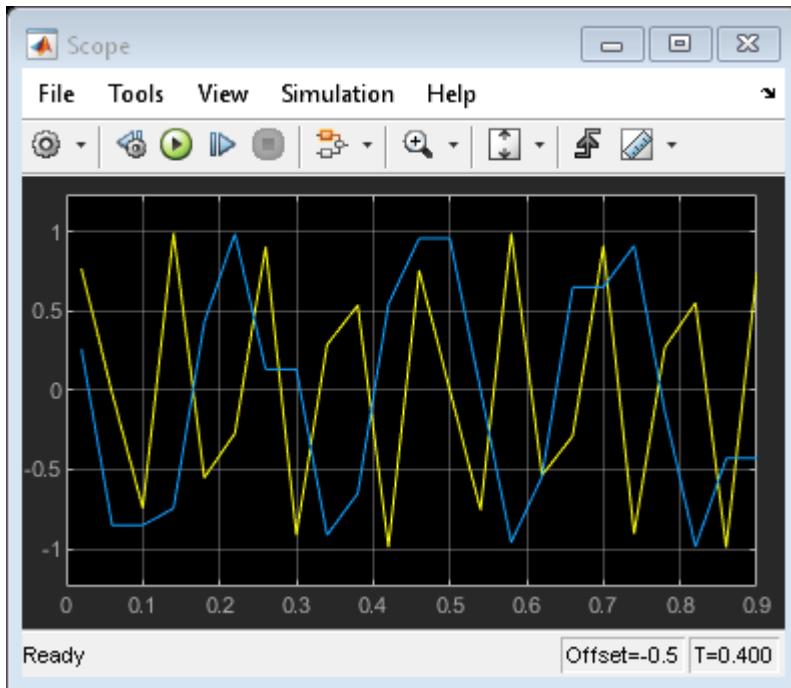 Scope
File Tools View Simulation Help
1
0.5
0
-0.5
-1
0 0.1 0.2 0.3 0.4 0.5 0.6 0.7 0.8 0.9
Ready Offset=-0.5 T=0.400